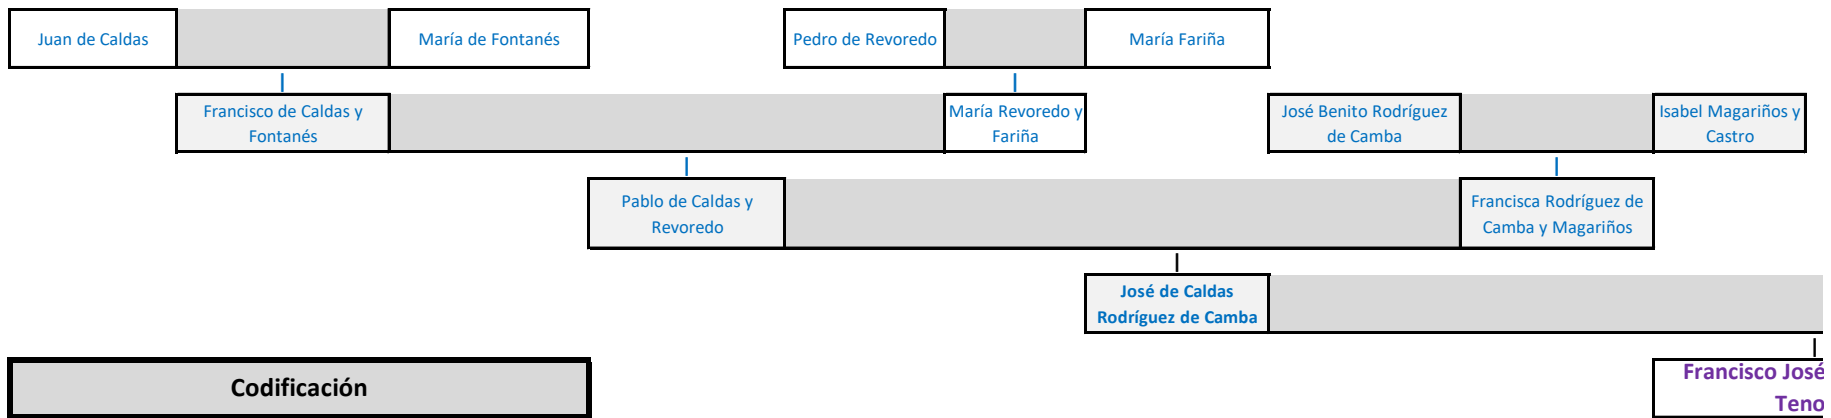 Juan de Caldas
María de Fontanés
Pedro de Revoredo
María Fariña
Francisco de Caldas y
Fontanés
María Revoredo y
Fariña
José Benito Rodríguez
de Camba
Isabel Magariños y
Castro
Pablo de Caldas y
Revoredo
Francisca Rodríguez de
Camba y Magariños
José de Caldas
Rodríguez de Camba
Codificación
Francisco José
Teno